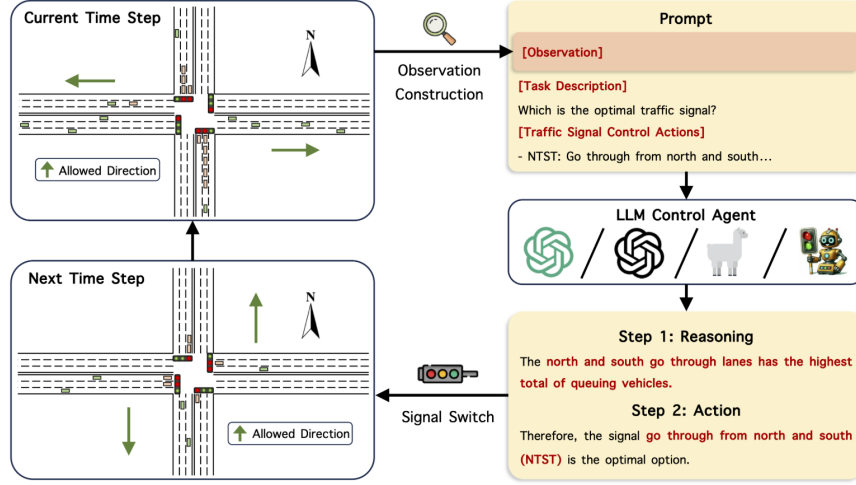 Current Time Step
N
Allowed Direction
Observation
Construction
Prompt
[Observation]
[Task Description]
Which is the optimal traffic signal?
[Traffic Signal Control Actions]
- NTST: Go through from north and south...
LLM Control Agent
Step 1: Reasoning
The north and south go through lanes has the highest
total of queuing vehicles.
Step 2: Action
Therefore, the signal go through from north and south
(NTST) is the optimal option.
Signal Switch
Next Time Step
N
Allowed Direction